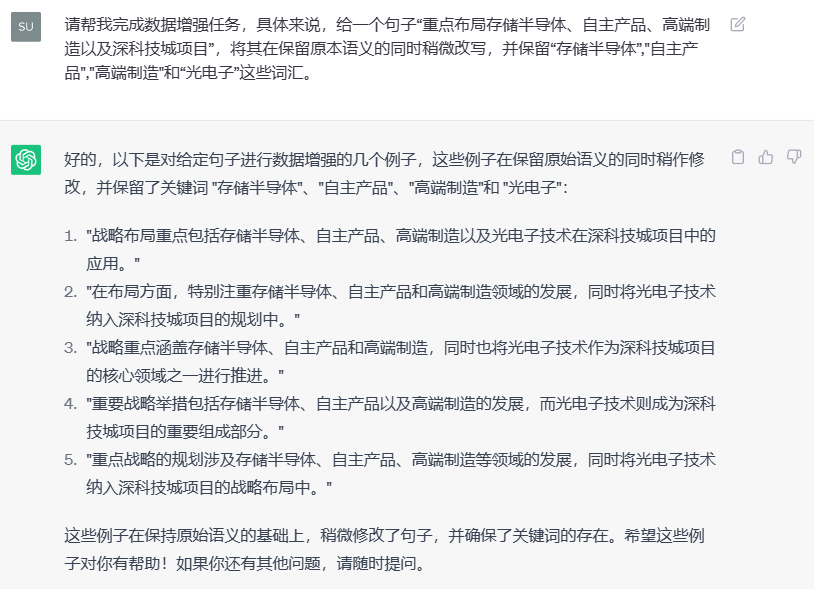 SU
请帮我完成数据增强任务，具体来说，给一个句子“重点布局存储半导体、自主产品、高端制
造以及深科技城项目”，将其在保留原本语义的同时稍微改写，并保留“存储半导体”,"自主产
品","高端制造"和“光电子”这些词汇。
好的，以下是对给定句子进行数据增强的几个例子，这些例子在保留原始语义的同时稍作修
改，并保留了关键词 "存储半导体"、"自主产品"、"高端制造"和 "光电子"：
1. "战略布局重点包括存储半导体、自主产品、高端制造以及光电子技术在深科技城项目中的
应用。"
2. "在布局方面，特别注重存储半导体、自主产品和高端制造领域的发展，同时将光电子技术
纳入深科技城项目的规划中。"
3. "战略重点涵盖存储半导体、自主产品和高端制造，同时也将光电子技术作为深科技城项目
的核心领域之一进行推进。"
4. "重要战略举措包括存储半导体、自主产品以及高端制造的发展，而光电子技术则成为深科
技城项目的重要组成部分。"
5. "重点战略的规划涉及存储半导体、自主产品、高端制造等领域的发展，同时将光电子技术
纳入深科技城项目的战略布局中。"
这些例子在保持原始语义的基础上，稍微修改了句子，并确保了关键词的存在。希望这些例
子对你有帮助！如果你还有其他问题，请随时提问。